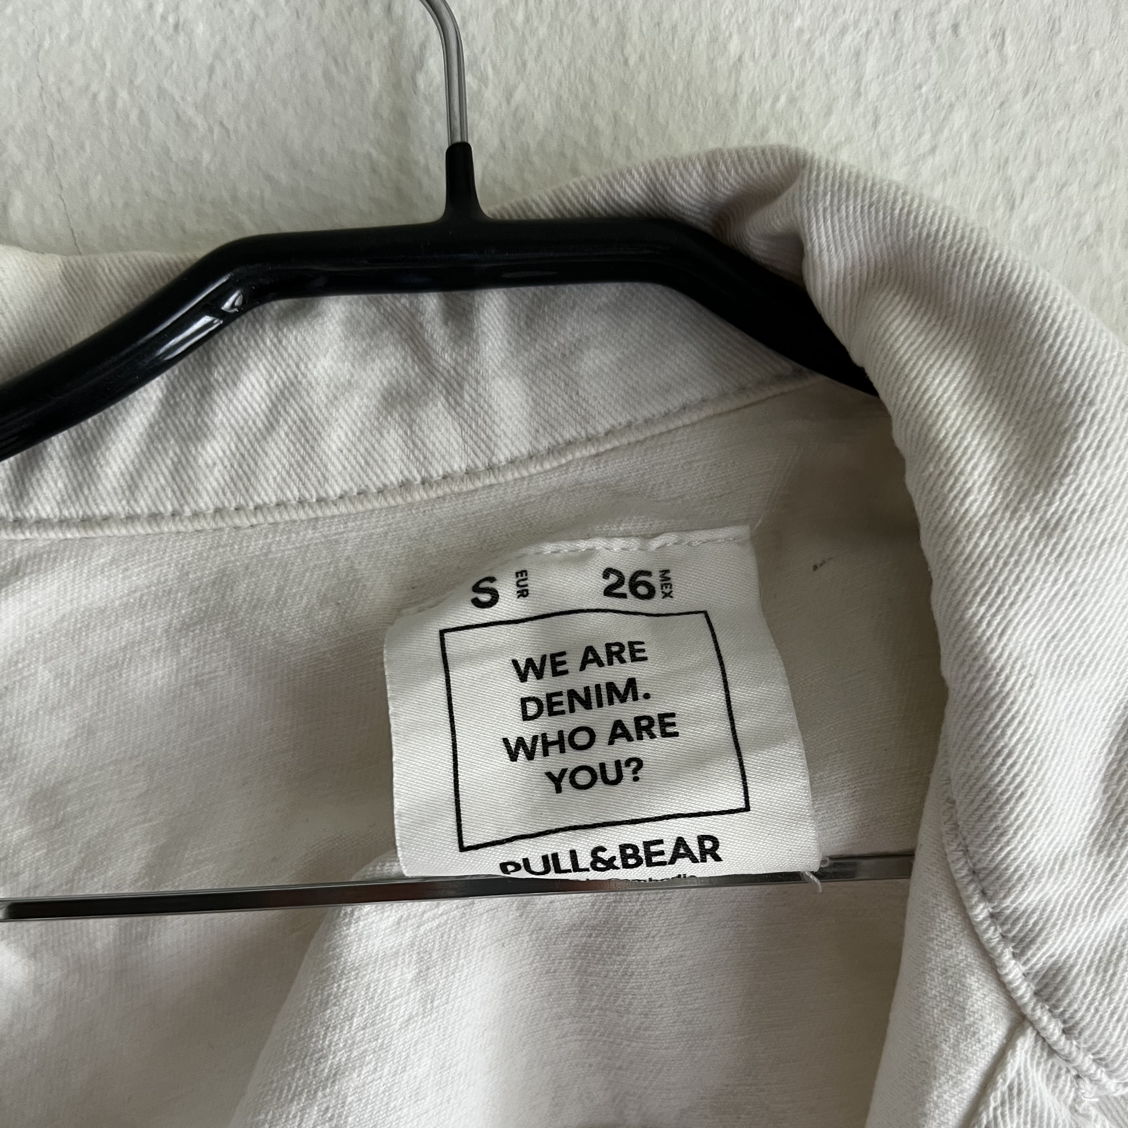 S EUR 26 MEX
WE ARE
DENIM.
WHO ARE
YOU?
PULL&BEAR